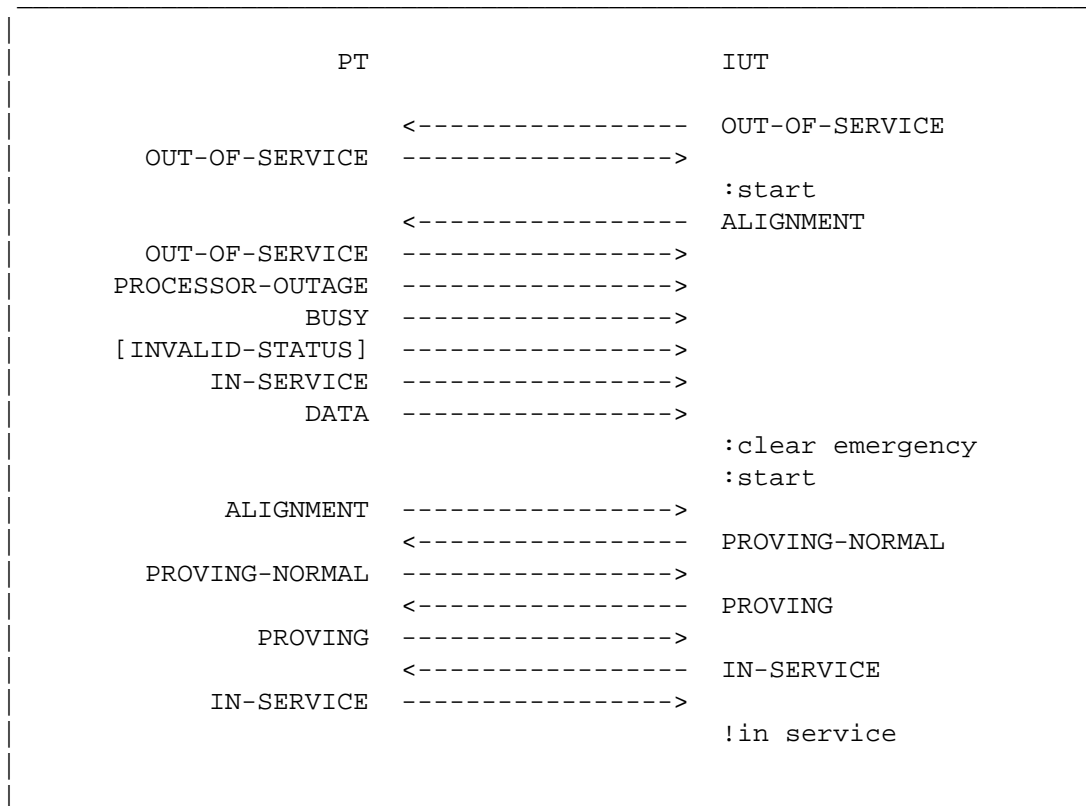 PT IUT
<----------------- OUT-OF-SERVICE
OUT-OF-SERVICE ----------------->
:start
<----------------- ALIGNMENT
OUT-OF-SERVICE ----------------->
PROCESSOR-OUTAGE ----------------->
BUSY ----------------->
[INVALID-STATUS] ----------------->
IN-SERVICE ----------------->
DATA ----------------->
:clear emergency
:start
ALIGNMENT ----------------->
<----------------- PROVING-NORMAL
PROVING-NORMAL ----------------->
<----------------- PROVING
PROVING ----------------->
<----------------- IN-SERVICE
IN-SERVICE ----------------->
!in service